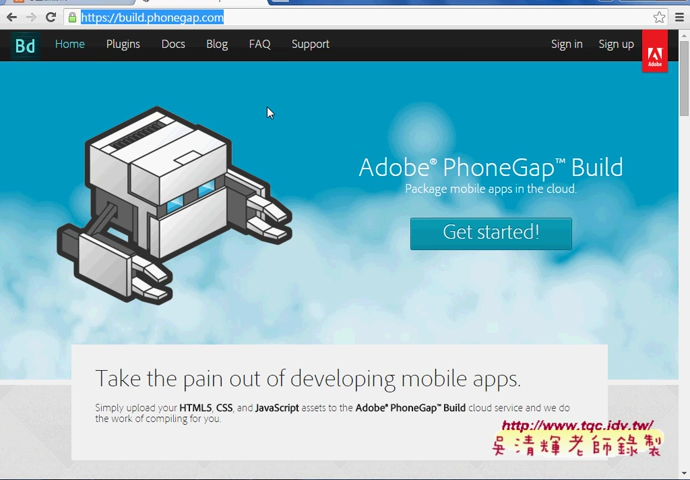 https://build.phonegap.com
Bd Home Plugins Docs Blog FAQ Support Sign in Sign up
Adobe
Adobe® PhoneGap™ Build
Package mobile apps in the cloud.
Get started!
Take the pain out of developing mobile apps.
Simply upload your HTML5, CSS, and JavaScript assets to the Adobe® PhoneGap™ Build cloud service and we do
the work of compiling for you.
http://www.tqc.idv.tw/
吳清輝老師錄製